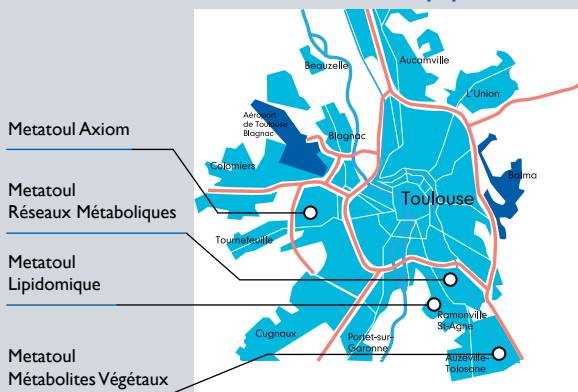 Beauzelle
Aucamville
L'Union
Aéroport
de Toulouse
Blagnac
Blagnac
Metatoul Axiom
Colomiers
Balma
Metatoul
Réseaux Métaboliques
Toulouse
Tournefeuille
Metatoul
Lipidomique
Ramonville
St-Agne
Cugnaux
Portet-sur-
Garonne
Metatoul
Métabolites Végétaux
Auzeville-
Tolosane